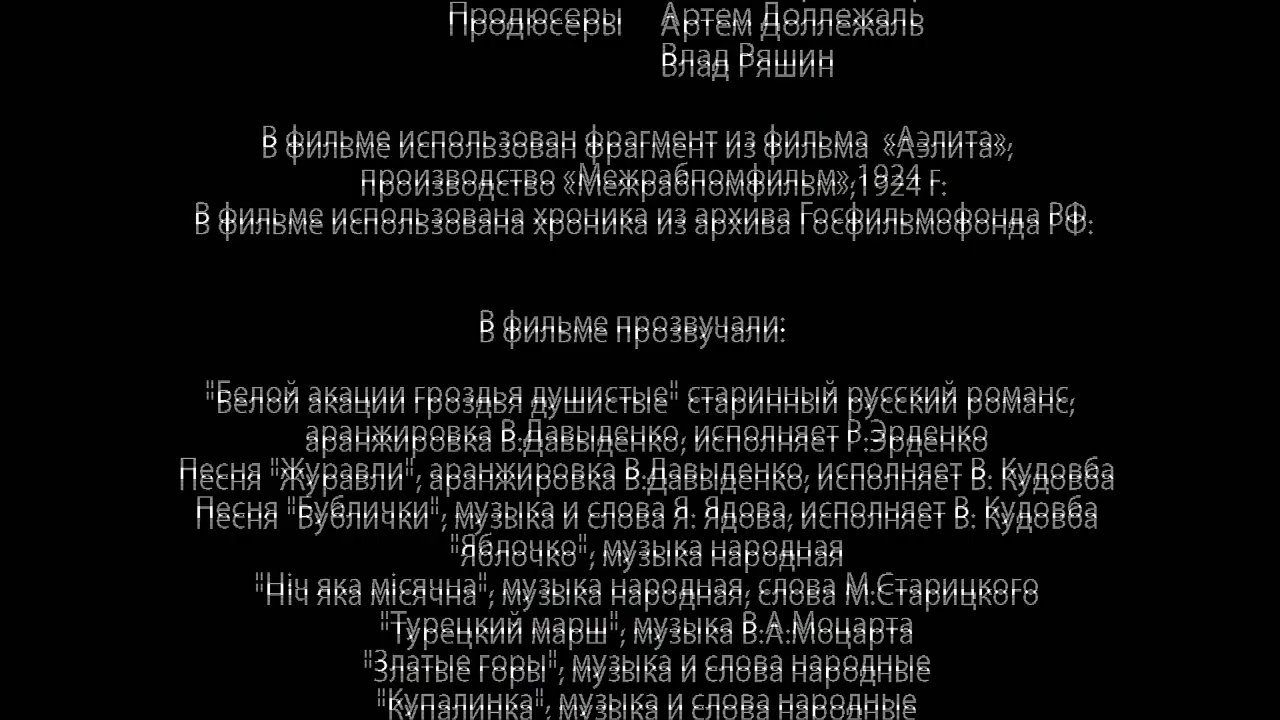 Продюсеры Артем Доллежаль
Влад Ряшин
В фильме использован фрагмент из фильма «Аэлита»,
производство «Межрабпомфильм»,1924 г.
В фильме использована хроника из архива Госфильмофонда РФ.
В фильме прозвучали:
"Белой акации гроздья душистые" старинный русский романс,
аранжировка В.Давыденко, исполняет Р.Эрденко
Песня "Журавли", аранжировка В.Давыденко, исполняет В. Кудовба
Песня "Бублички", музыка и слова Я. Ядова, исполняет В. Кудовба
"Яблочко", музыка народная
"Ніч яка місячна", музыка народная, слова М.Старицкого
"Турецкий марш", музыка В.А.Моцарта
"Златые горы", музыка и слова народные
"Купалинка", музыка и слова народные